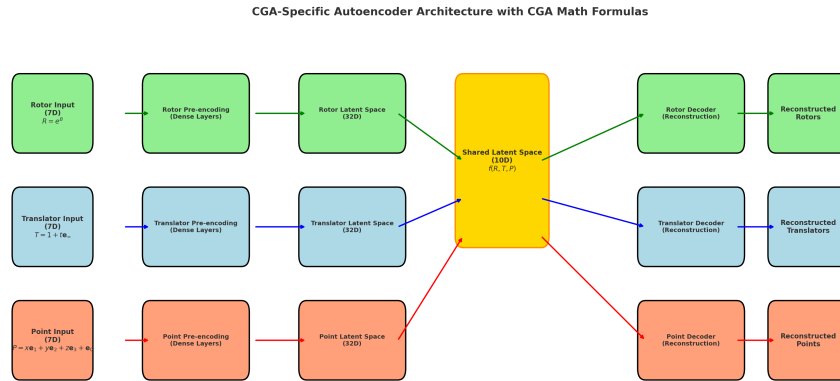 CGA-Specific Autoencoder Architecture with CGA Math Formulas
Rotor Input
(7D)
R = e^B
Rotor Pre-encoding
(Dense Layers)
Rotor Latent Space
(32D)
Shared Latent Space
(10D)
f(R, T, P)
Rotor Decoder
(Reconstruction)
Reconstructed
Rotors
Translator Input
(7D)
T = 1 + te∞
Translator Pre-encoding
(Dense Layers)
Translator Latent Space
(32D)
Translator Decoder
(Reconstruction)
Reconstructed
Translators
Point Input
(7D)
P = xe₁ + ye₂ + ze₃ + e₀
Point Pre-encoding
(Dense Layers)
Point Latent Space
(32D)
Point Decoder
(Reconstruction)
Reconstructed
Points